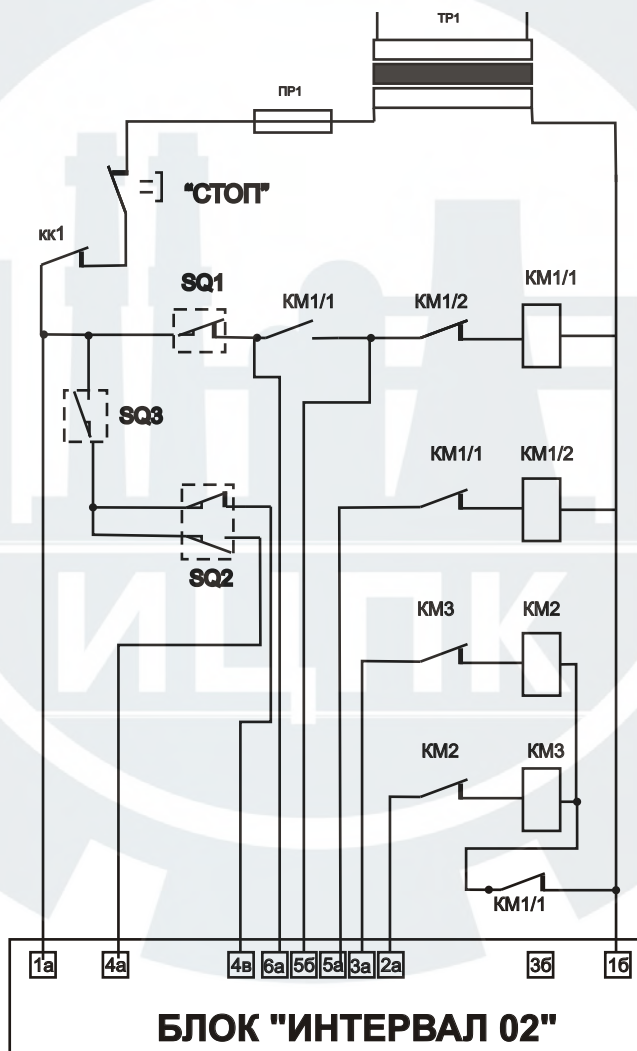 ТР1
ПР1
"СТОП"
кк1
SQ1
КМ1/1
КМ1/2
КМ1/1
SQ3
КМ1/1
КМ1/2
SQ2
ИЦПК
КМ3
КМ2
КМ2
КМ3
КМ1/1
1а 4а 4в 6а 5б 5а 3а 2а 3б 1б
БЛОК "ИНТЕРВАЛ 02"